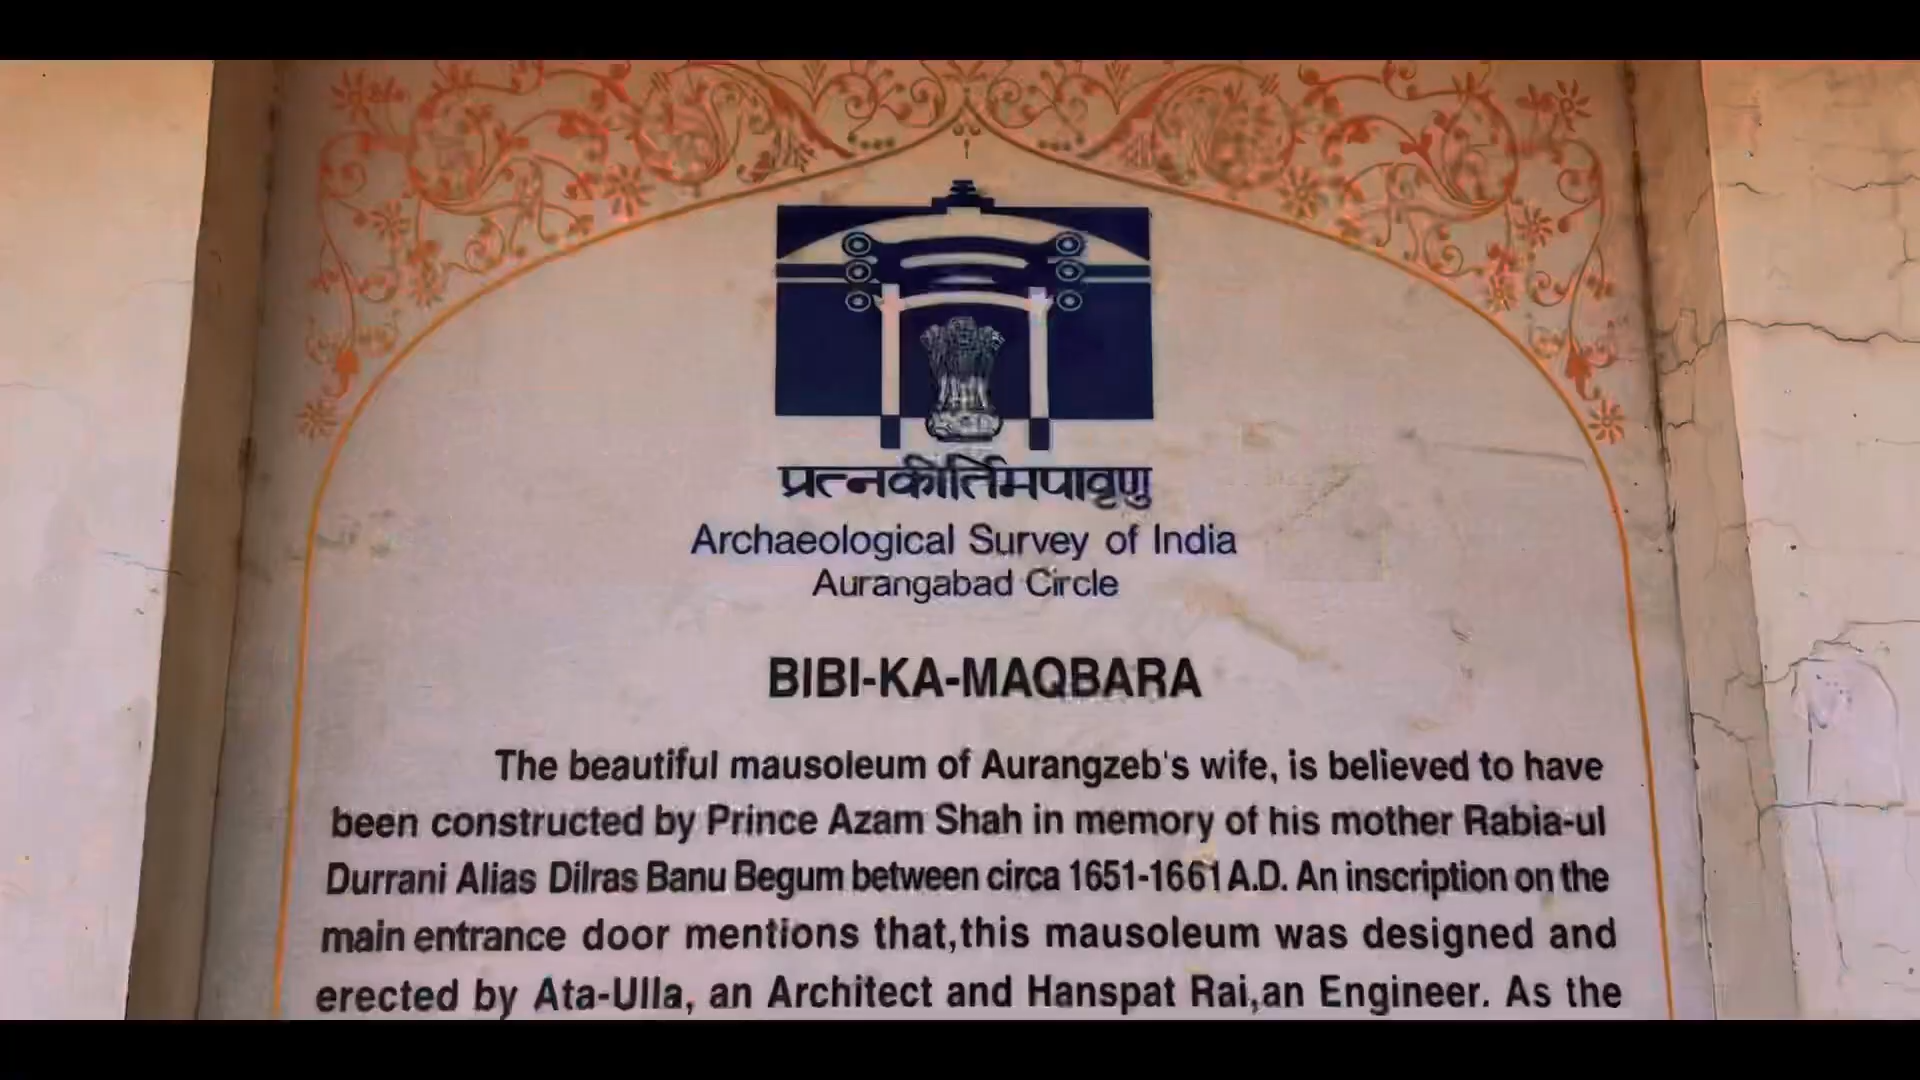 प्रत्नकीर्तिमपावृणु
Archaeological Survey of India
Aurangabad Circle
BIBI-KA-MAQBARA
The beautiful mausoleum of Aurangzeb's wife, is believed to have
been constructed by Prince Azam Shah in memory of his mother Rabia-ul
Durrani Alias Dilras Banu Begum between circa 1651-1661 A.D. An inscription on the
main entrance door mentions that,this mausoleum was designed and
erected by Ata-Ulla, an Architect and Hanspat Rai,an Engineer. As the